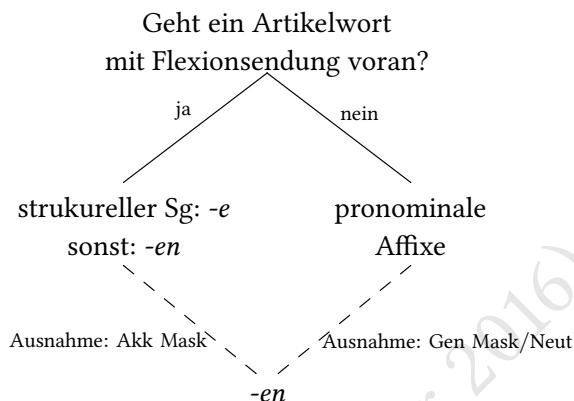 Geht ein Artikelwort
mit Flexionsendung voran?
ja
nein
strukureller Sg: -e
sonst: -en
pronominale
Affixe
Ausnahme: Akk Mask
Ausnahme: Gen Mask/Neut
-en
2016)